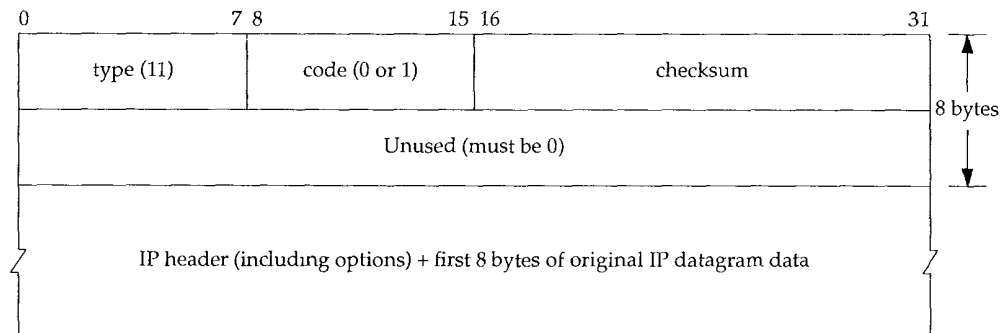 0 7 8 15 16 31
type (11) code (0 or 1) checksum
8 bytes
Unused (must be 0)
IP header (including options) + first 8 bytes of original IP datagram data